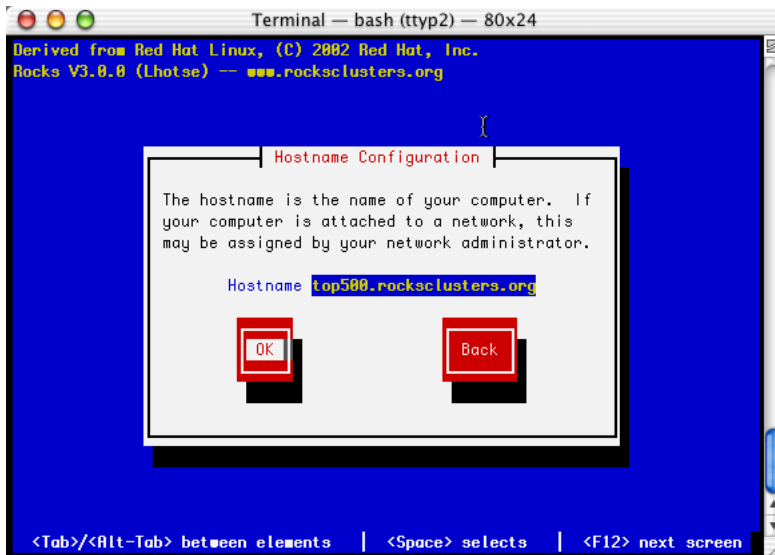 Terminal — bash (ttyp2) — 80x24
Derived from Red Hat Linux, (C) 2002 Red Hat, Inc.
Rocks V3.0.0 (Lhotse) -- www.rocksclusters.org
Hostname Configuration
The hostname is the name of your computer.  If
your computer is attached to a network, this
may be assigned by your network administrator.
Hostname top500.rocksclusters.org
OK Back
<Tab>/<Alt-Tab> between elements | <Space> selects | <F12> next screen